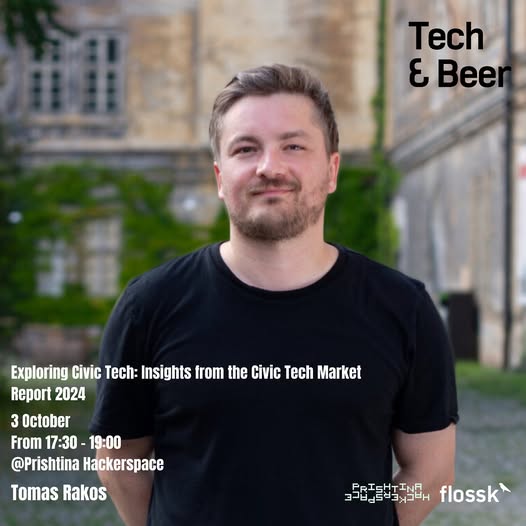 Tech
& Beer
Exploring Civic Tech: Insights from the Civic Tech Market
Report 2024
3 October
From 17:30 - 19:00
@Prishtina Hackerspace
Tomas Rakos
PRISHTINA
HACKERSPACE
flossk